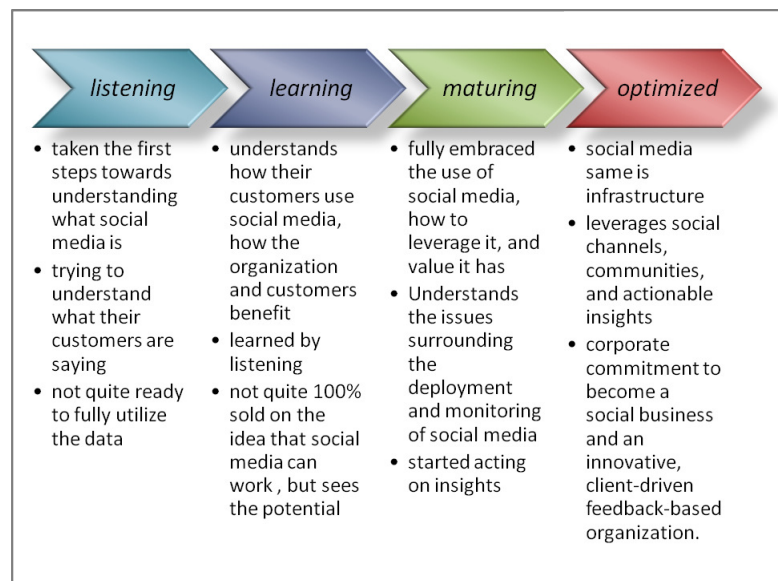 listening
learning
maturing
optimized
• taken the first
steps towards
understanding
what social
media is
• trying to
understand
what their
customers are
saying
• not quite ready
to fully utilize
the data
• understands
how their
customers use
social media,
how the
organization
and customers
benefit
• learned by
listening
• not quite 100%
sold on the
idea that social
media can
work , but sees
the potential
• fully embraced
the use of
social media,
how to
leverage it, and
value it has
• Understands
the issues
surrounding
the
deployment
and monitoring
of social media
• started acting
on insights
• social media
same is
infrastructure
• leverages social
channels,
communities,
and actionable
insights
• corporate
commitment to
become a
social business
and an
innovative,
client-driven
feedback-based
organization.